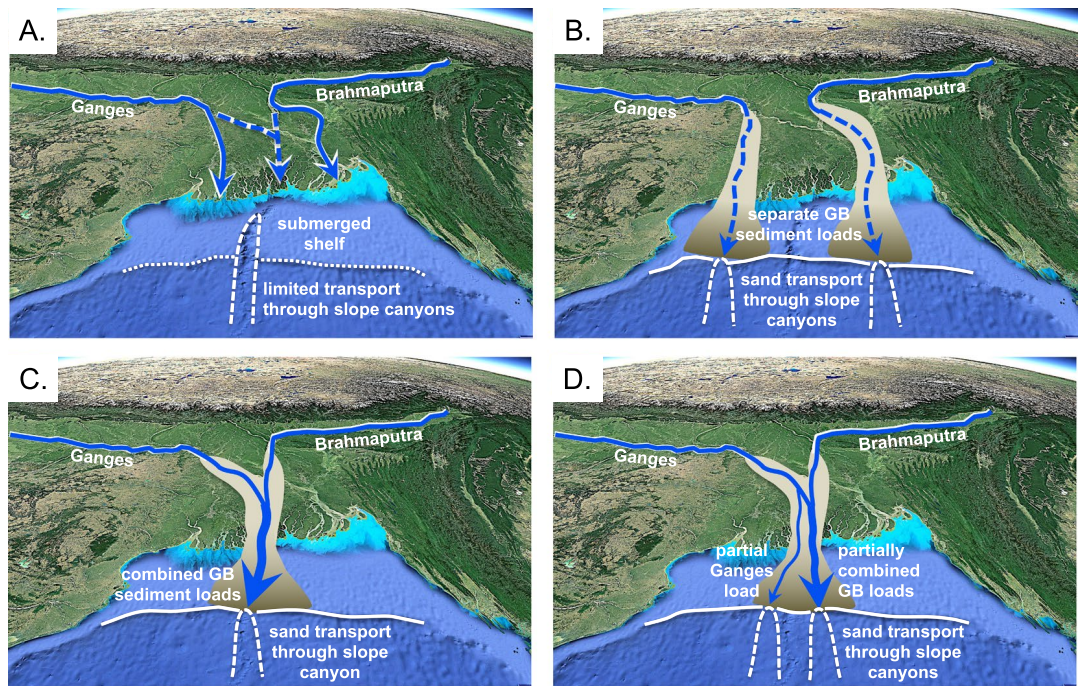 A.
Ganges
Brahmaputra
submerged
shelf
limited transport
through slope canyons
B.
Ganges
Brahmaputra
separate GB
sediment loads
sand transport
through slope
canyons
C.
Ganges
Brahmaputra
combined GB
sediment loads
sand transport
through slope
canyon
D.
Ganges
Brahmaputra
partial
Ganges
load
partially
combined
GB loads
sand transport
through slope
canyons